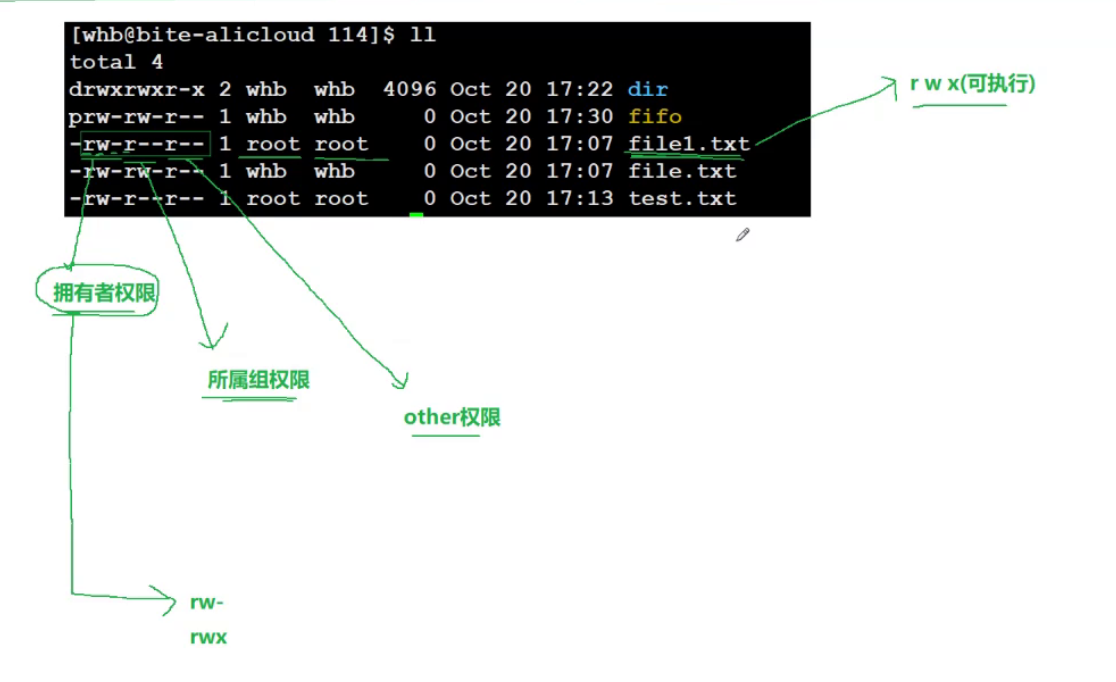 [whb@bite-alicloud 114]$ ll
total 4
drwxrwxr-x 2 whb  whb  4096 Oct 20 17:22 dir
prw-rw-r-- 1 whb  whb     0 Oct 20 17:30 fifo
-rw-r--r-- 1 root root    0 Oct 20 17:07 file1.txt
-rw-rw-r-- 1 whb  whb     0 Oct 20 17:07 file.txt
-rw-r--r-- 1 root root    0 Oct 20 17:13 test.txt
r w x(可执行)
拥有者权限
所属组权限
other权限
rw-
rwx